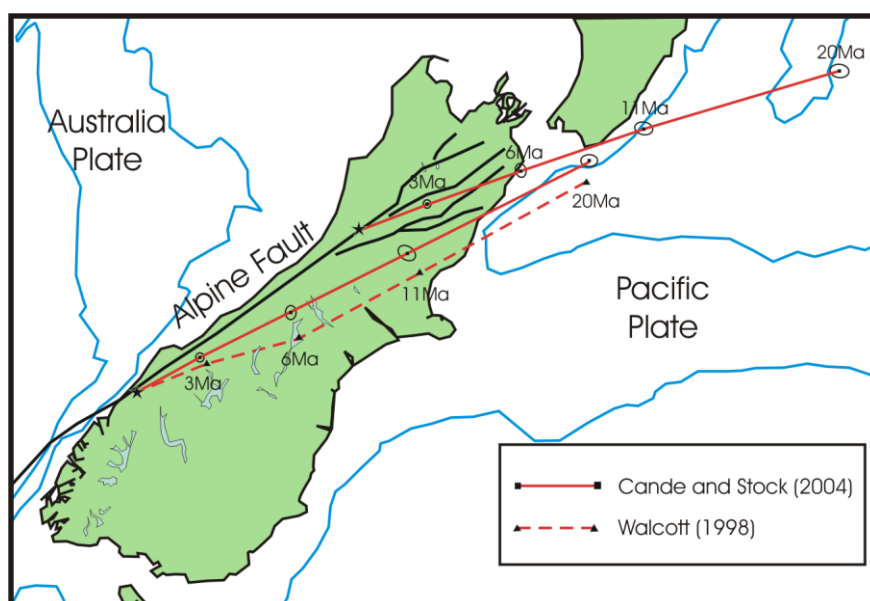 20Ma
Australia
Plate
11Ma
6Ma
3Ma
20Ma
Alpine Fault
11Ma
Pacific
Plate
6Ma
3Ma
Cande and Stock (2004)
Walcott (1998)